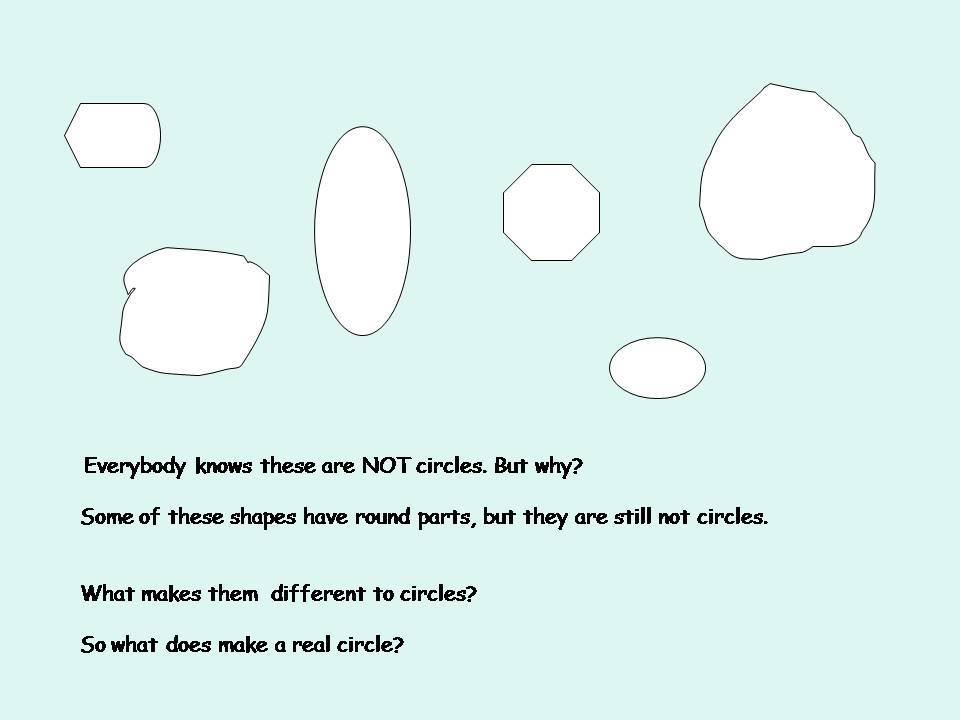 Everybody knows these are NOT circles. But why?
Some of these shapes have round parts, but they are still not circles.
What makes them  different to circles?
So what does make a real circle?